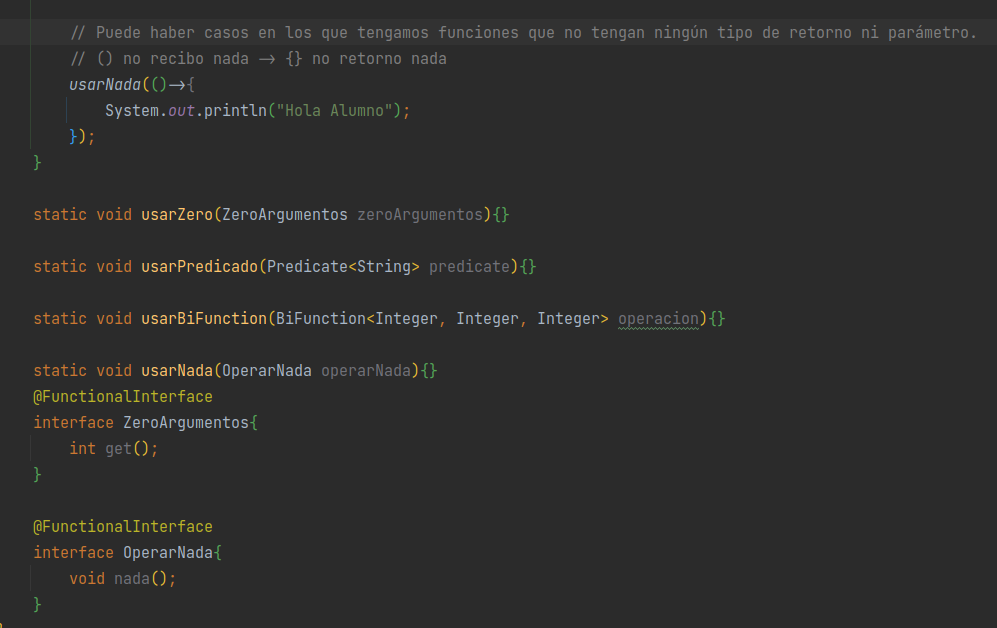 // Puede haber casos en los que tengamos funciones que no tengan ningún tipo de retorno ni parámetro.
// () no recibo nada -> {} no retorno nada
usarNada(()->{
System.out.println("Hola Alumno");
});
}
static void usarZero(ZeroArgumentos zeroArgumentos){}
static void usarPredicado(Predicate<String> predicate){}
static void usarBiFunction(BiFunction<Integer, Integer, Integer> operacion){}
static void usarNada(OperarNada operarNada){}
@FunctionalInterface
interface ZeroArgumentos{
int get();
}
@FunctionalInterface
interface OperarNada{
void nada();
}